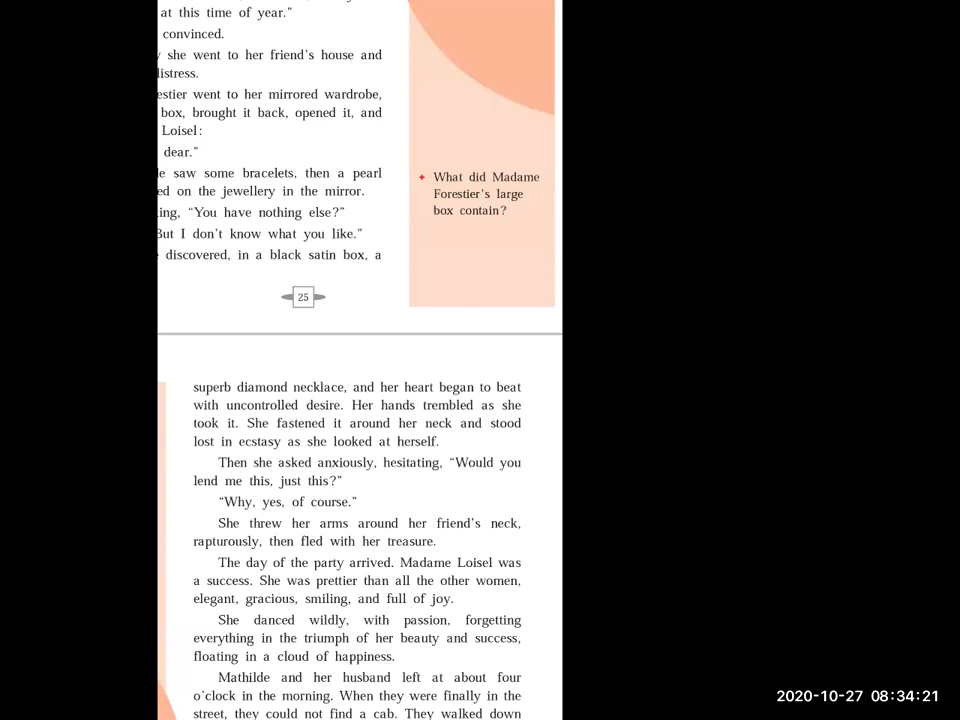 at this time of year.”
convinced.
she went to her friend’s house and
distress.
went to her mirrored wardrobe,
box, brought it back, opened it, and
Loisel:
dear.”
saw some bracelets, then a pearl
on the jewellery in the mirror.
“You have nothing else?”
But I don’t know what you like.”
discovered, in a black satin box, a
✦ What did Madame
Forestier’s large
box contain?
25
superb diamond necklace, and her heart began to beat
with uncontrolled desire. Her hands trembled as she
took it. She fastened it around her neck and stood
lost in ecstasy as she looked at herself.
Then she asked anxiously, hesitating, “Would you
lend me this, just this?”
“Why, yes, of course.”
She threw her arms around her friend’s neck,
rapturously, then fled with her treasure.
The day of the party arrived. Madame Loisel was
a success. She was prettier than all the other women,
elegant, gracious, smiling, and full of joy.
She danced wildly, with passion, forgetting
everything in the triumph of her beauty and success,
floating in a cloud of happiness.
Mathilde and her husband left at about four
o’clock in the morning. When they were finally in the
street, they could not find a cab. They walked down
2020-10-27 08:34:21